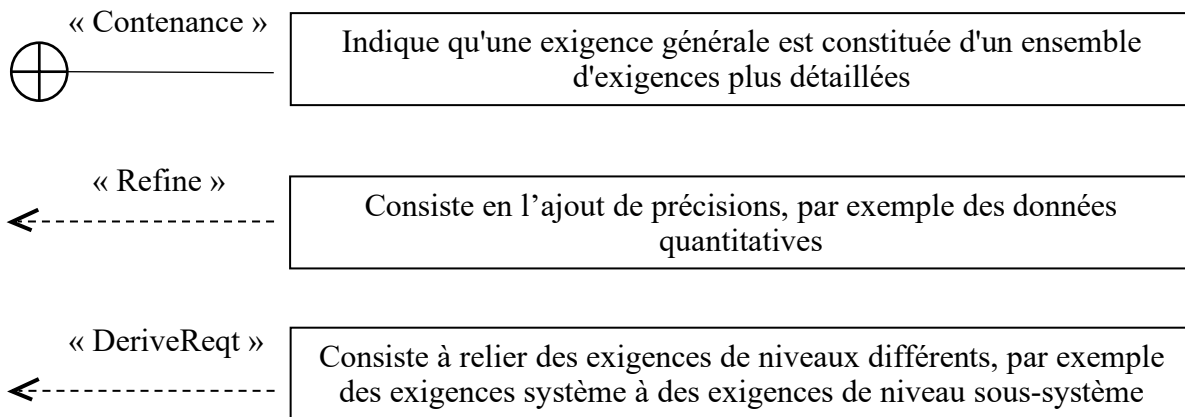 « Contenance »
Indique qu'une exigence générale est constituée d'un ensemble
d'exigences plus détaillées
« Refine »
Consiste en l’ajout de précisions, par exemple des données
quantitatives
« DeriveReqt »
Consiste à relier des exigences de niveaux différents, par exemple
des exigences système à des exigences de niveau sous-système